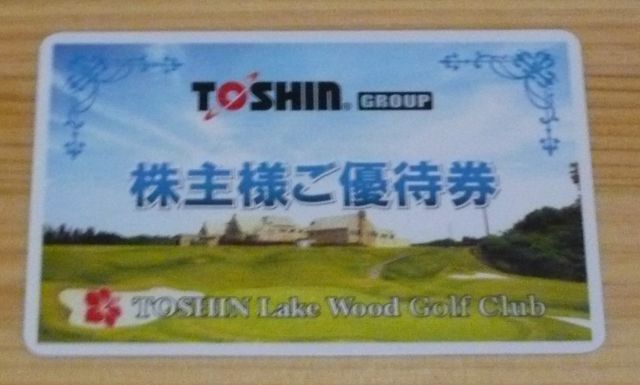 TOSHIN® GROUP
株主様ご優待券
TOSHIN Lake Wood Golf Club